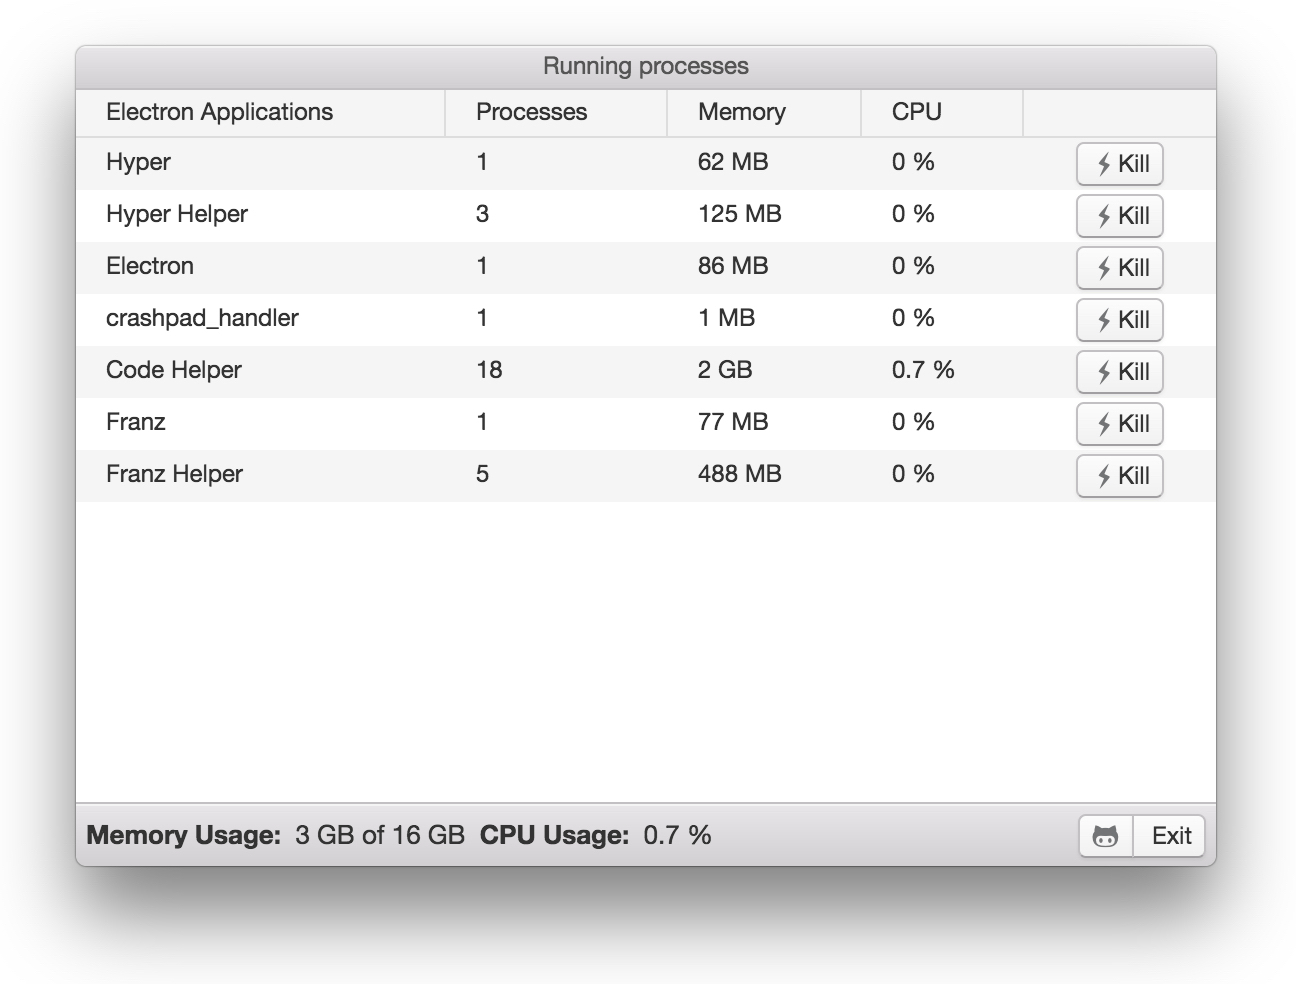 Running processes
Electron Applications Processes Memory CPU
Hyper 1 62 MB 0 % Kill
Hyper Helper 3 125 MB 0 % Kill
Electron 1 86 MB 0 % Kill
crashpad_handler 1 1 MB 0 % Kill
Code Helper 18 2 GB 0.7 % Kill
Franz 1 77 MB 0 % Kill
Franz Helper 5 488 MB 0 % Kill
Memory Usage: 3 GB of 16 GB CPU Usage: 0.7 % Exit